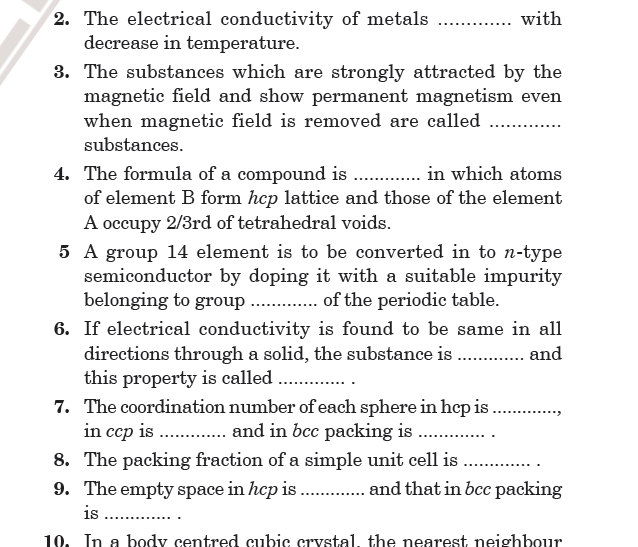 2. The electrical conductivity of metals ............. with
decrease in temperature.
3. The substances which are strongly attracted by the
magnetic field and show permanent magnetism even
when magnetic field is removed are called .............
substances.
4. The formula of a compound is ............. in which atoms
of element B form hcp lattice and those of the element
A occupy 2/3rd of tetrahedral voids.
5 A group 14 element is to be converted in to n-type
semiconductor by doping it with a suitable impurity
belonging to group ............. of the periodic table.
6. If electrical conductivity is found to be same in all
directions through a solid, the substance is ............. and
this property is called ............. .
7. The coordination number of each sphere in hcp is .............,
in ccp is ............. and in bcc packing is ............. .
8. The packing fraction of a simple unit cell is ............. .
9. The empty space in hcp is ............. and that in bcc packing
is ............. .
10. In a body centred cubic crystal, the nearest neighbour